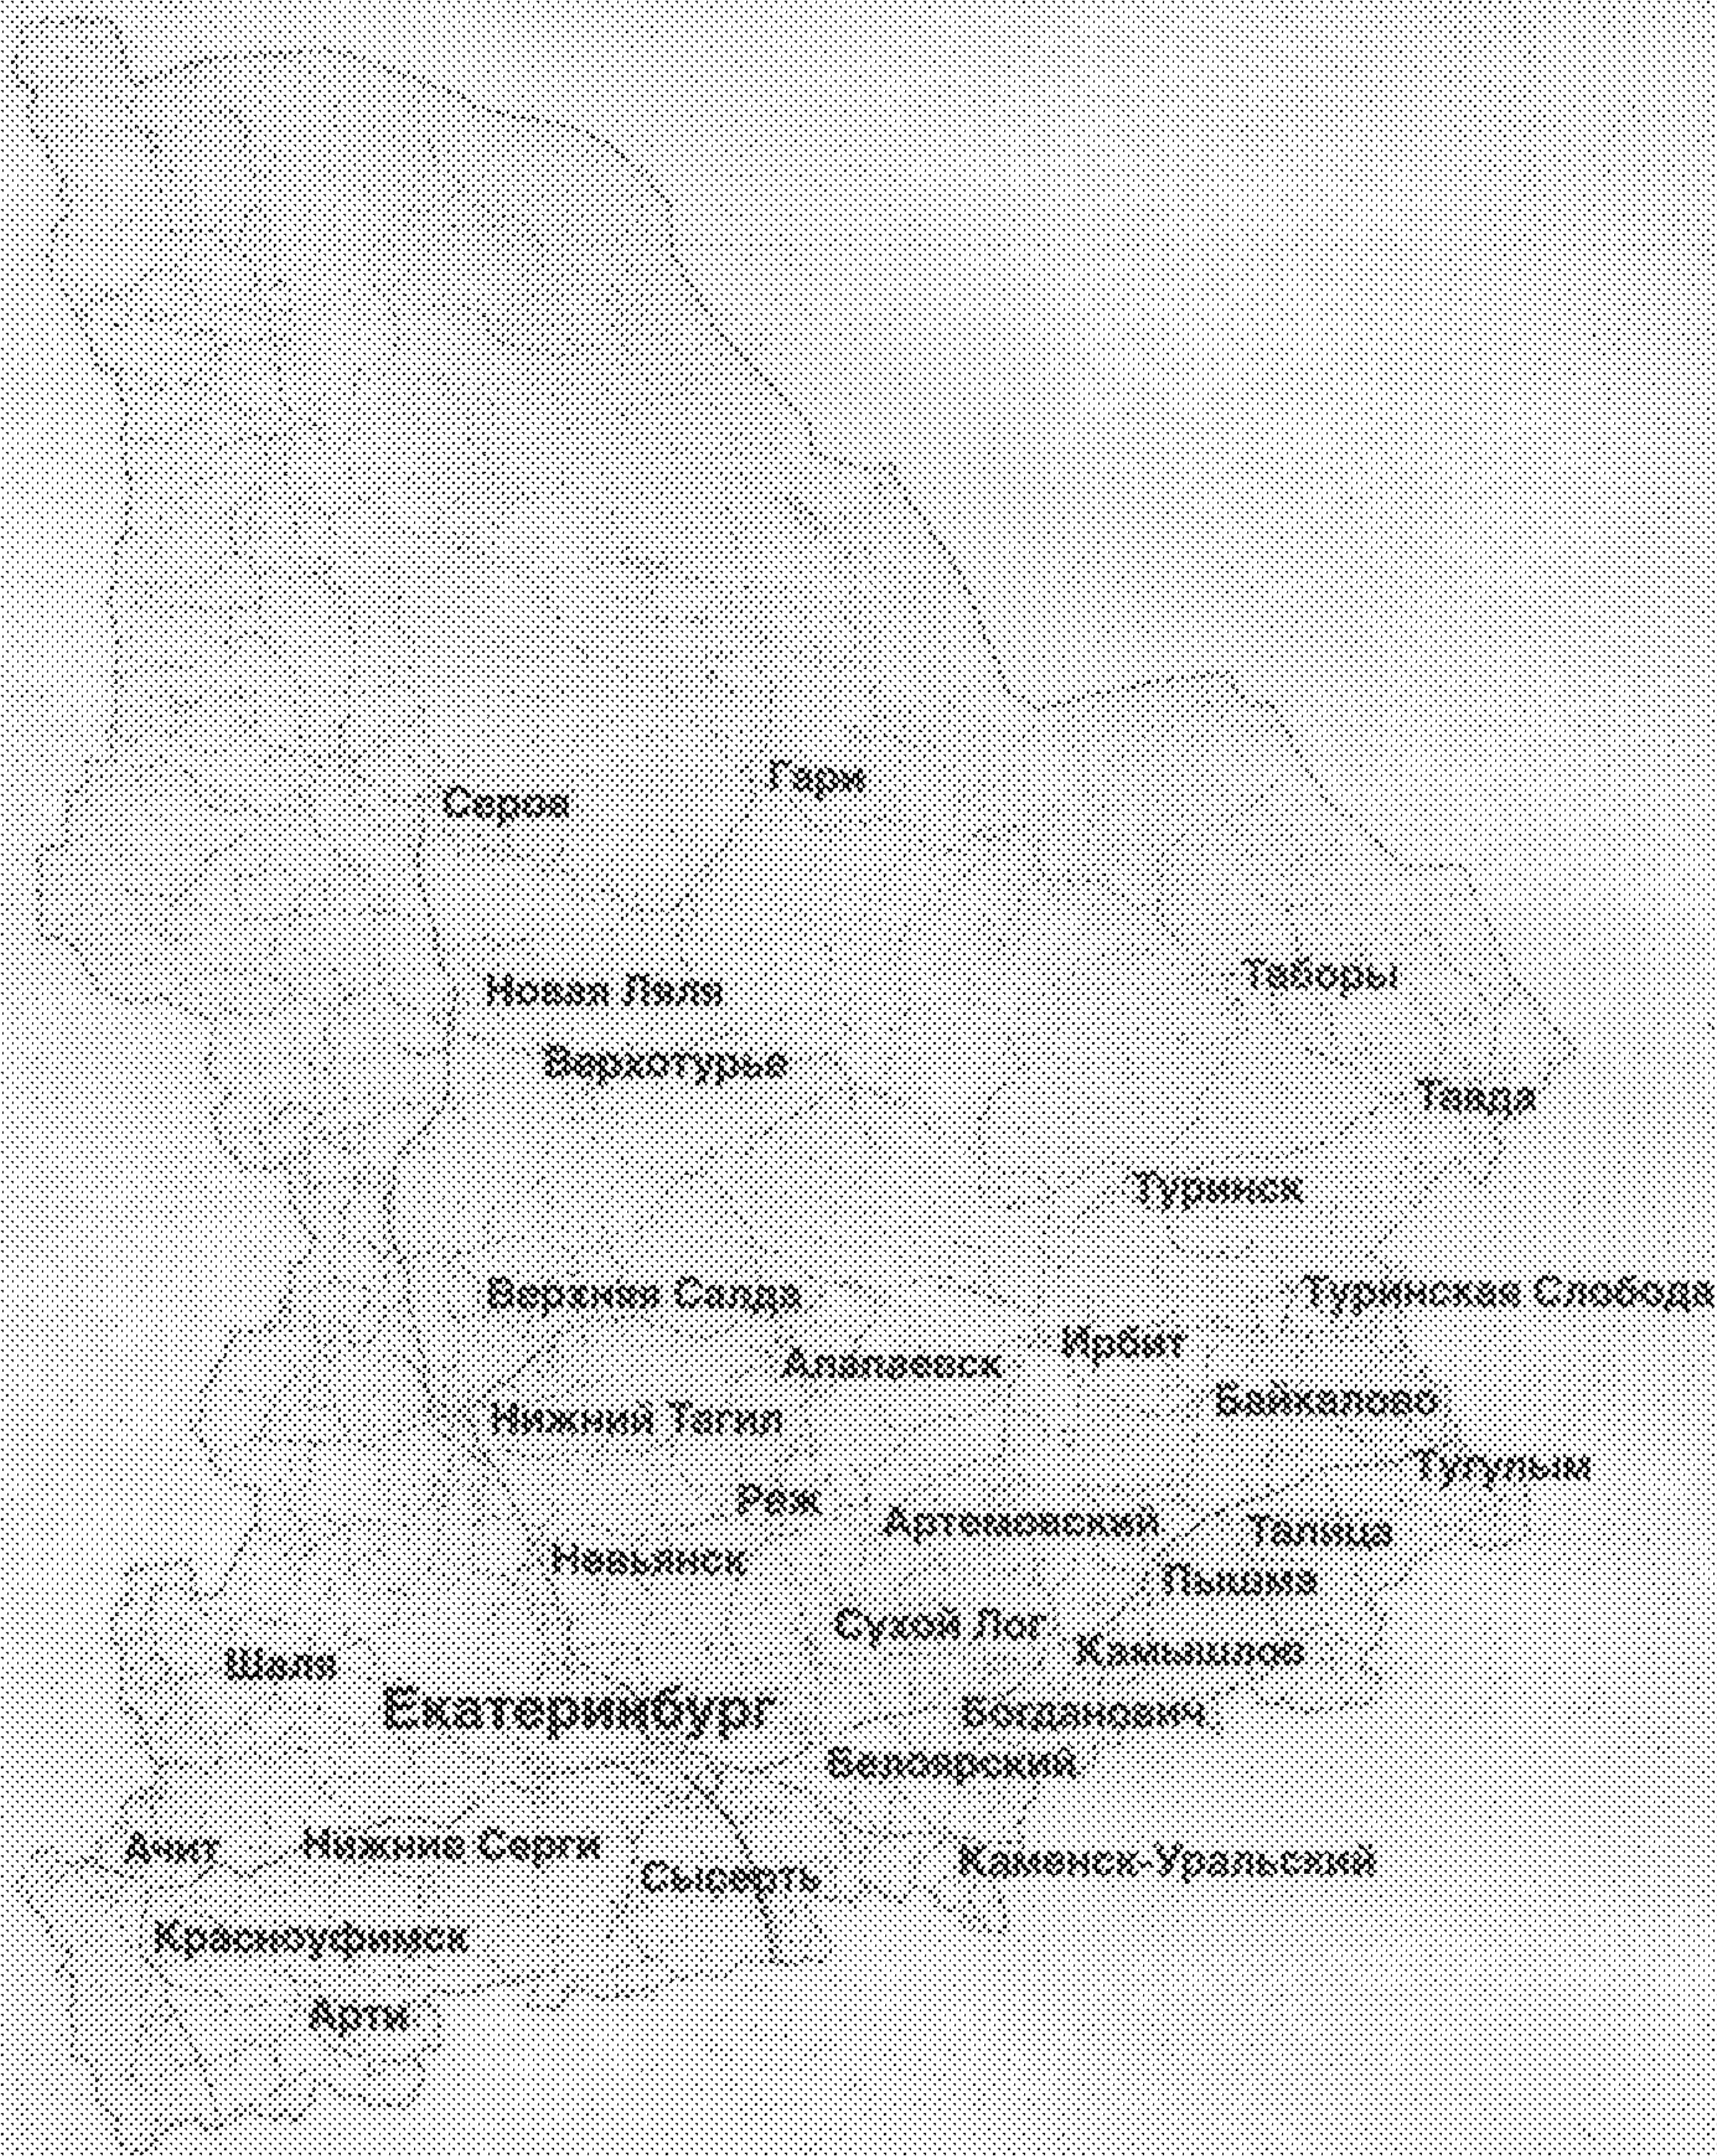 Гари
Серов
Таборы
Новая Ляля
Верхотурье
Тавда
Туринск
Туринская Слобода
Верхняя Салда
Ирбит
Алапаевск
Байкалово
Нижний Тагил
Тугулым
Реж
Артемовский
Талица
Невьянск
Пышма
Сухой Лог
Камышлов
Шаля
Екатеринбург
Богданович
Белоярский
Ачит
Нижние Серги
Каменск-Уральский
Сысерть
Красноуфимск
Арти